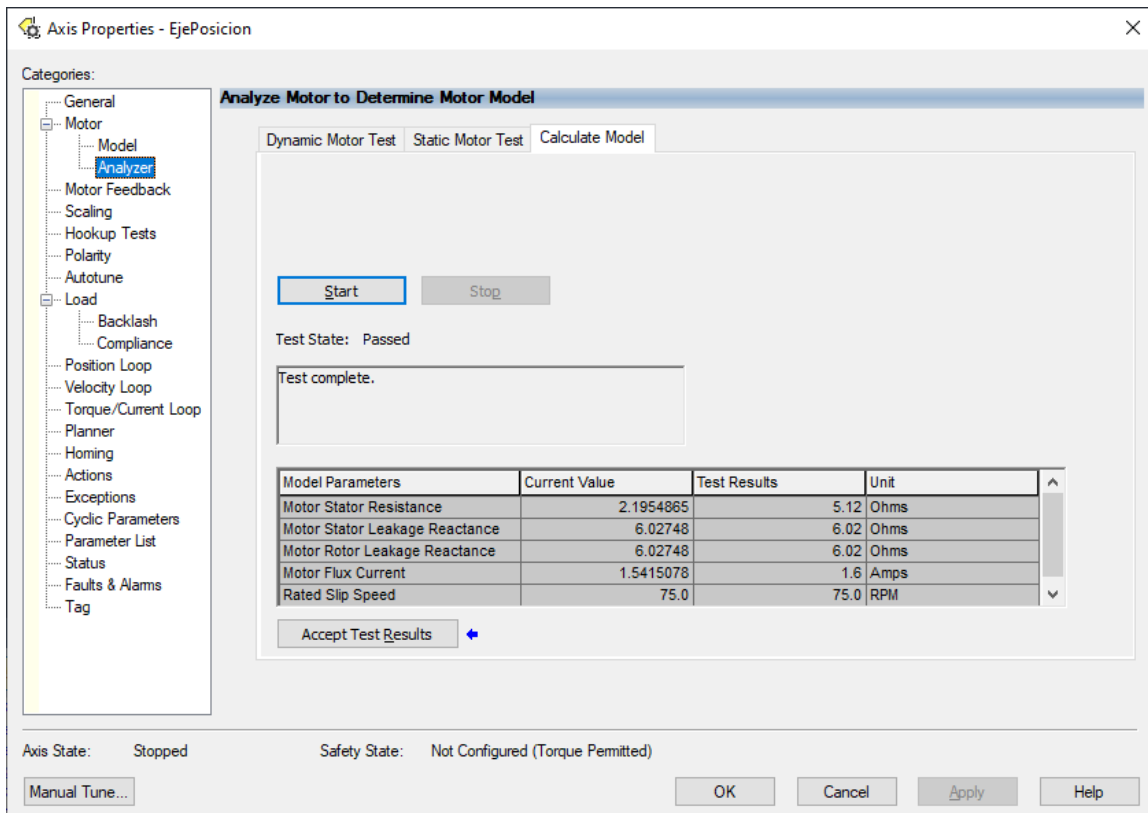 Axis Properties - EjePosicion
Categories:
General
Motor
Model
Analyzer
Motor Feedback
Scaling
Hookup Tests
Polarity
Autotune
Load
Backlash
Compliance
Position Loop
Velocity Loop
Torque/Current Loop
Planner
Homing
Actions
Exceptions
Cyclic Parameters
Parameter List
Status
Faults & Alarms
Tag
Analyze Motor to Determine Motor Model
Dynamic Motor Test Static Motor Test Calculate Model
Start Stop
Test State: Passed
Test complete.
Model Parameters Current Value Test Results Unit
Motor Stator Resistance 2.1954865 5.12 Ohms
Motor Stator Leakage Reactance 6.02748 6.02 Ohms
Motor Rotor Leakage Reactance 6.02748 6.02 Ohms
Motor Flux Current 1.5415078 1.6 Amps
Rated Slip Speed 75.0 75.0 RPM
Accept Test Results
Axis State: Stopped Safety State: Not Configured (Torque Permitted)
Manual Tune... OK Cancel Apply Help